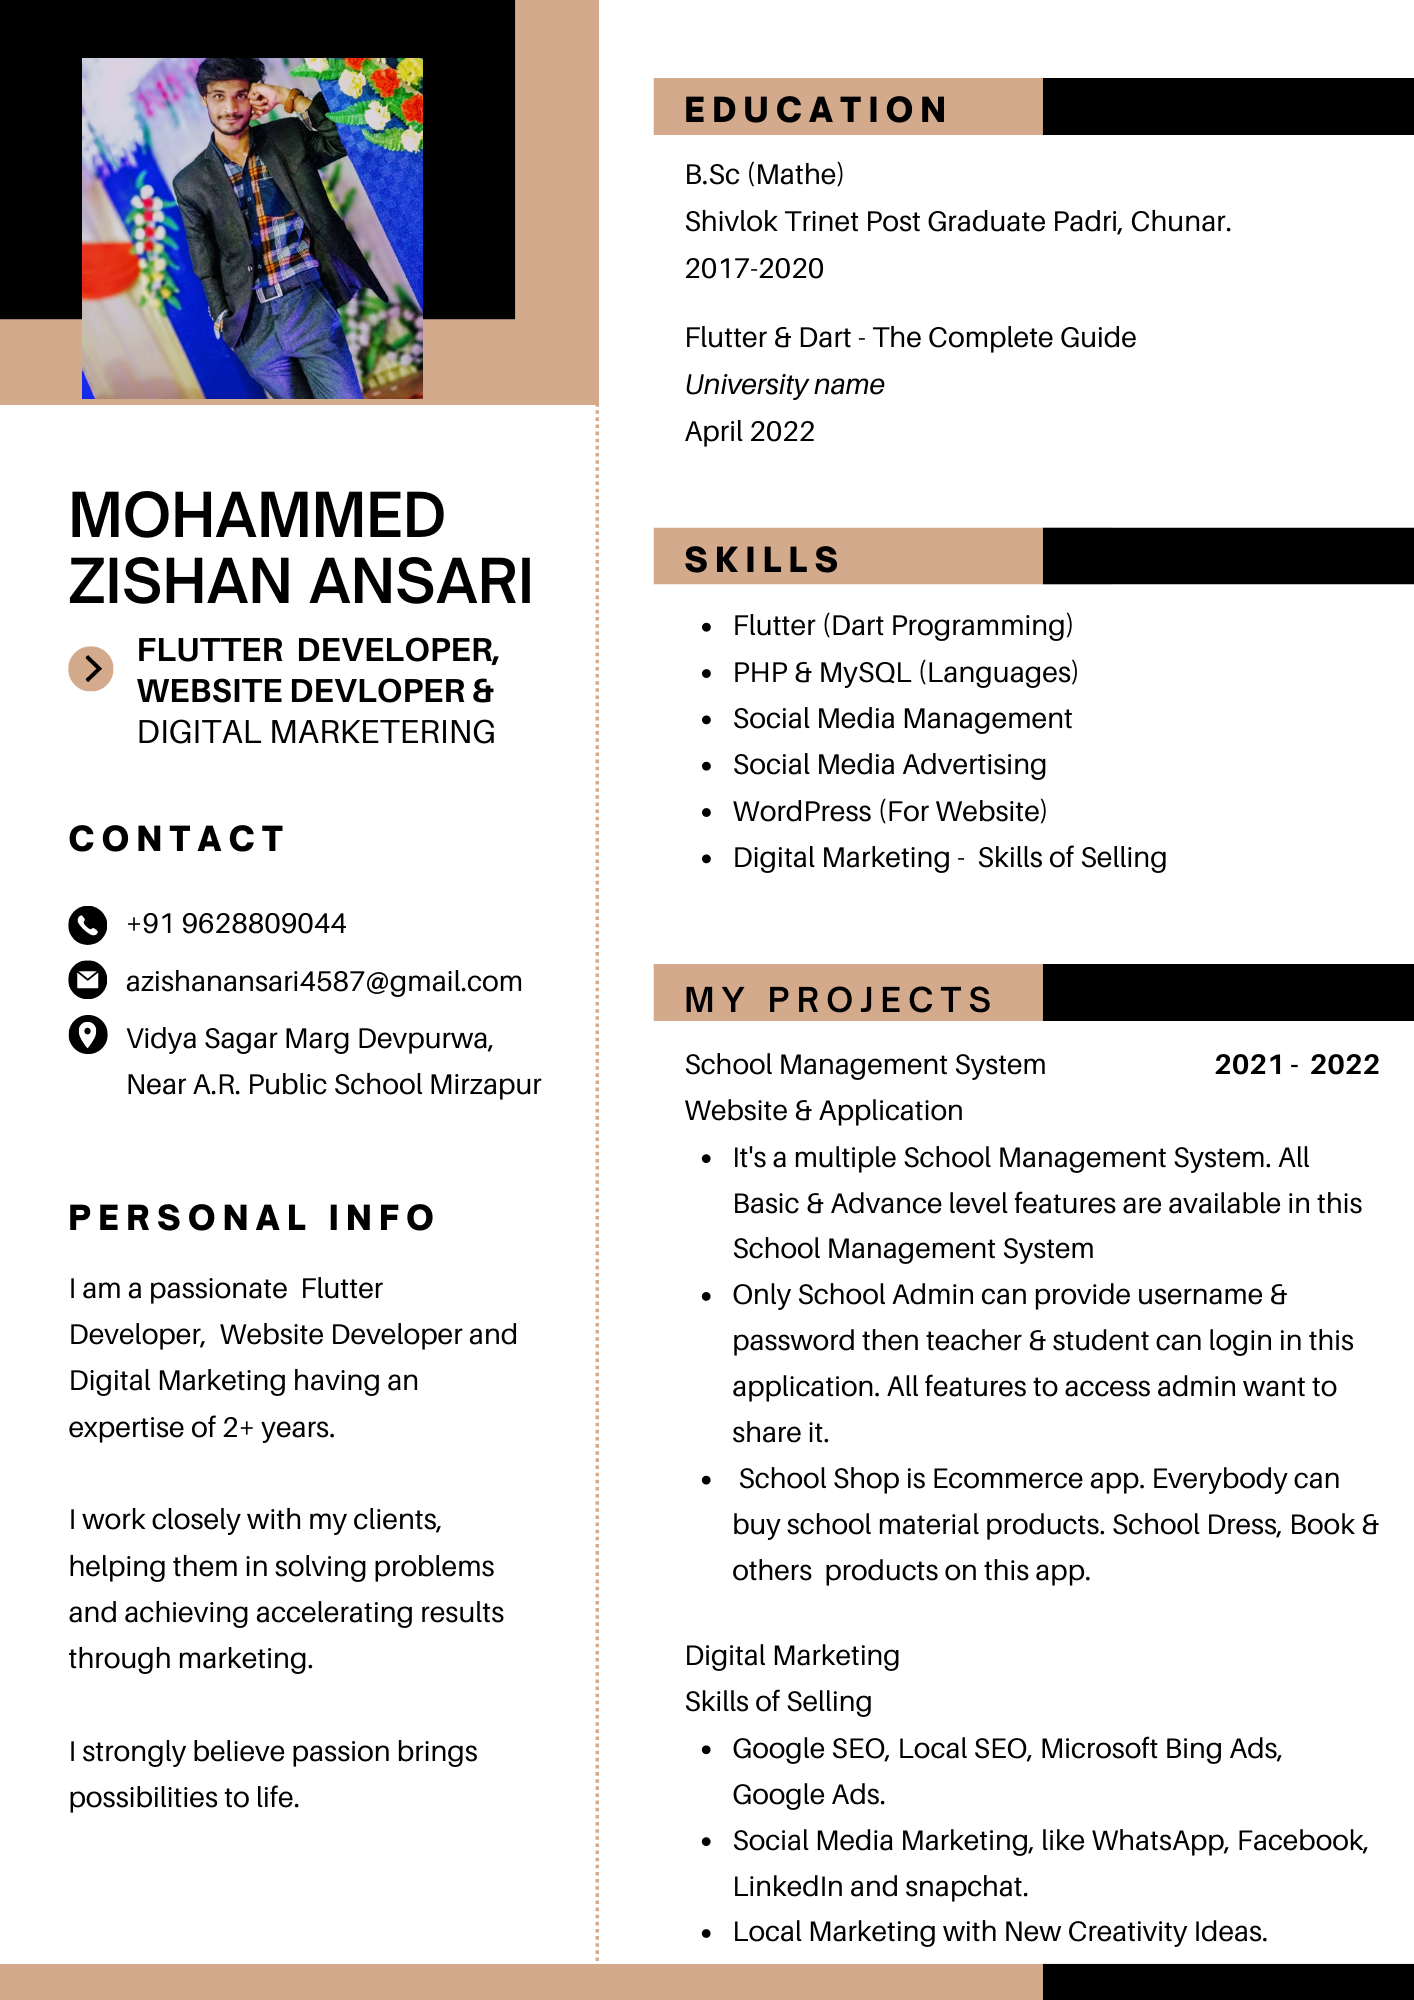 MOHAMMED
ZISHAN ANSARI
FLUTTER  DEVELOPER,
WEBSITE DEVLOPER &
DIGITAL MARKETERING
CONTACT
+91 9628809044
azishanansari4587@gmail.com
Vidya Sagar Marg Devpurwa,
Near A.R. Public School Mirzapur
PERSONAL INFO
I am a passionate  Flutter
Developer,  Website Developer and
Digital Marketing having an
expertise of 2+ years.
I work closely with my clients,
helping them in solving problems
and achieving accelerating results
through marketing.
I strongly believe passion brings
possibilities to life.
EDUCATION
B.Sc (Mathe)
Shivlok Trinet Post Graduate Padri, Chunar.
2017-2020
Flutter & Dart - The Complete Guide
University name
April 2022
SKILLS
• Flutter (Dart Programming)
• PHP & MySQL (Languages)
• Social Media Management
• Social Media Advertising
• WordPress (For Website)
• Digital Marketing -  Skills of Selling
MY PROJECTS
School Management System 2021 - 2022
Website & Application
• It's a multiple School Management System. All
Basic & Advance level features are available in this
School Management System
• Only School Admin can provide username &
password then teacher & student can login in this
application. All features to access admin want to
share it.
• School Shop is Ecommerce app. Everybody can
buy school material products. School Dress, Book &
others  products on this app.
Digital Marketing
Skills of Selling
• Google SEO, Local SEO, Microsoft Bing Ads,
Google Ads.
• Social Media Marketing, like WhatsApp, Facebook,
LinkedIn and snapchat.
• Local Marketing with New Creativity Ideas.